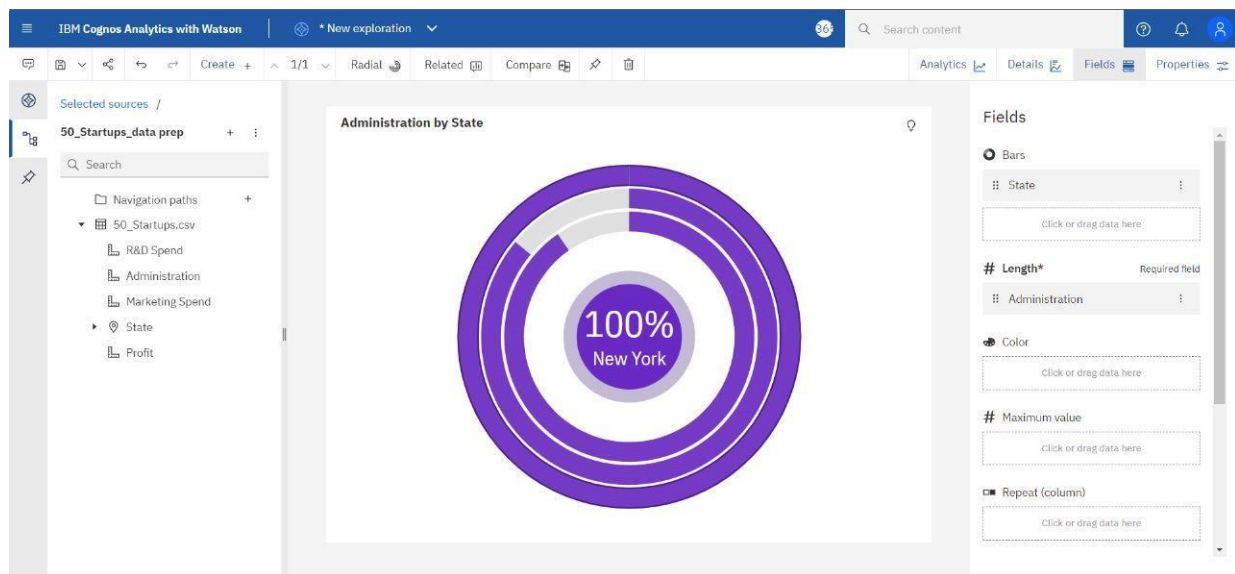 IBM Cognos Analytics with Watson
* New exploration
Search content
Create +
1/1
Radial
Related
Compare
Analytics
Details
Fields
Properties
Selected sources /
50_Startups_data prep
Search
Navigation paths
50_Startups.csv
R&D Spend
Administration
Marketing Spend
State
Profit
Administration by State
100%
New York
Fields
Bars
State
Click or drag data here
# Length* Required field
Administration
Color
Click or drag data here
# Maximum value
Click or drag data here
Repeat (column)
Click or drag data here